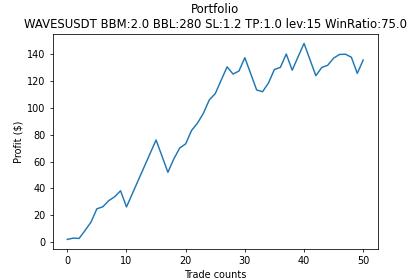 Portfolio
WAVESUSDT BBM:2.0 BBL:280 SL:1.2 TP:1.0 lev:15 WinRatio:75.0
140
120
100
80
60
40
20
0
Profit ($)
0 10 20 30 40 50
Trade counts